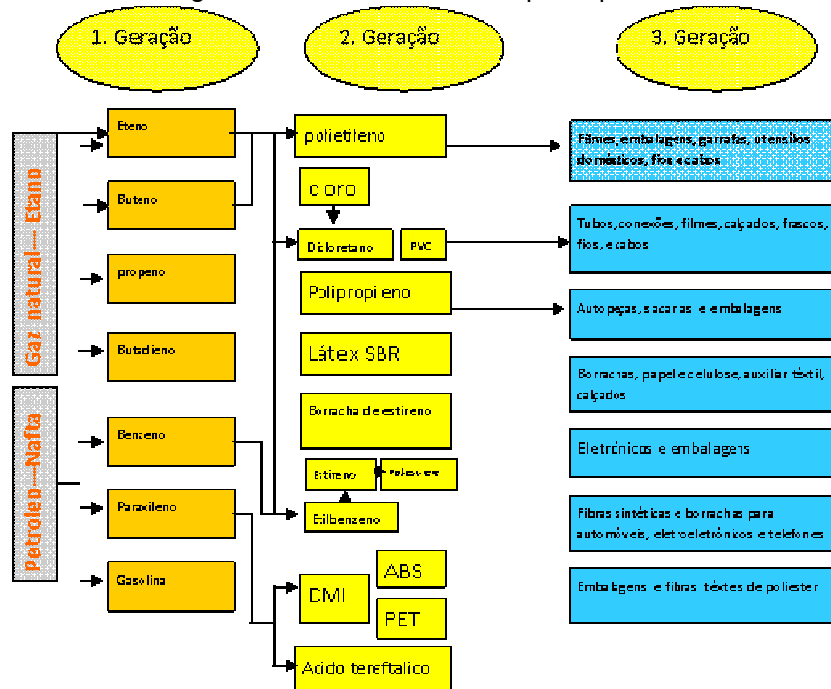 1. Geração
2. Geração
3. Geração
Gaz natural--- Etano
Petroleo---Nafta
Eteno
Buteno
propeno
Butadieno
Benzeno
Paraxileno
Gasolina
polietileno
cloro
Dicloretano
PVC
Polipropileno
Látex SBR
Borracha de estireno
Estireno
Etilbenzeno
DMI
ABS
PET
Acido tereftalico
Filmes, embalagens, garrafas, utensílos
domésticos, fios e cabos
Tubos, conexões, filmes, calçados, frascos,
fios, e cabos
Autopeças, sacarias e embalagens
Borrachas, papel e celulose, auxiliar têxtil,
calçados
Eletrônicos e embalagens
Fibras sintéticas e borrachas para
automóveis, eletroeletrônicos e telefones
Embalagens e fibras têxtes de poliester